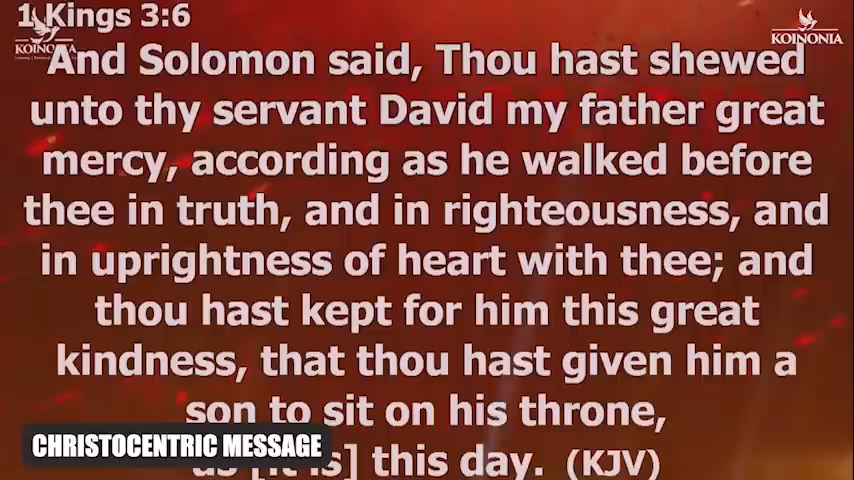 1 Kings 3:6
KOINONIA
KOINONIA
And Solomon said, Thou hast shewed
unto thy servant David my father great
mercy, according as he walked before
thee in truth, and in righteousness, and
in uprightness of heart with thee; and
thou hast kept for him this great
kindness, that thou hast given him a
son to sit on his throne,
CHRISTOCENTRIC MESSAGE
as [it is] this day. (KJV)